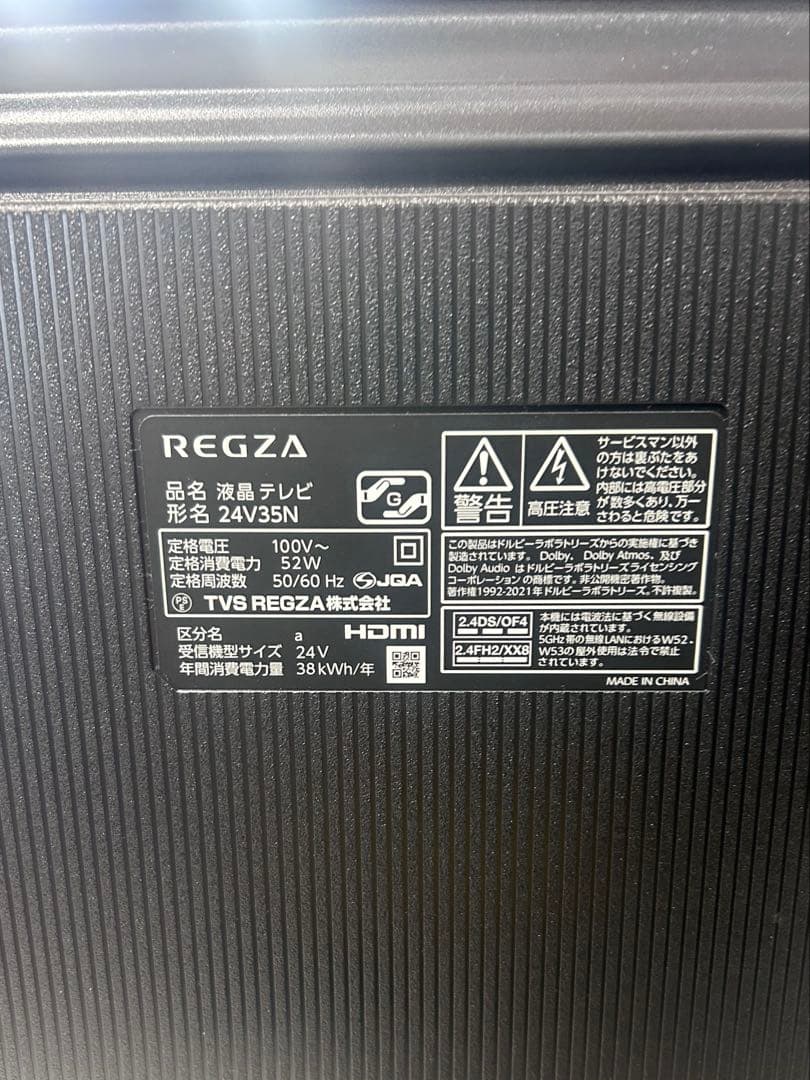 REGZA
品名 液晶テレビ
形名 24V35N
G
定格電圧 100V～
定格消費電力 52W
定格周波数 50/60 Hz JQA
PS E TVS REGZA株式会社
区分名 a HDMI
受信機型サイズ 24V
年間消費電力量 38kWh/年
警告
高圧注意
サービスマン以外
の方は裏ぶたをあ
けないでください。
内部には高電圧部分
が数多くあり、万一
さわると危険です。
この製品はドルビーラボラトリーズからの実施権に基づき
製造されています。Dolby、Dolby Atmos、及び
Dolby Audio はドルビーラボラトリーズライセンシング
コーポレーションの商標です。非公開機密著作物。
著作権1992-2021年ドルビーラボラトリーズ。不許複製。
2.4DS/OF4
2.4FH2/XX8
本機には電波法に基づく無線設備
が内蔵されています。
5GHz帯の無線LANにおけるW52、
W53の屋外使用は法令で禁止
されています。
MADE IN CHINA